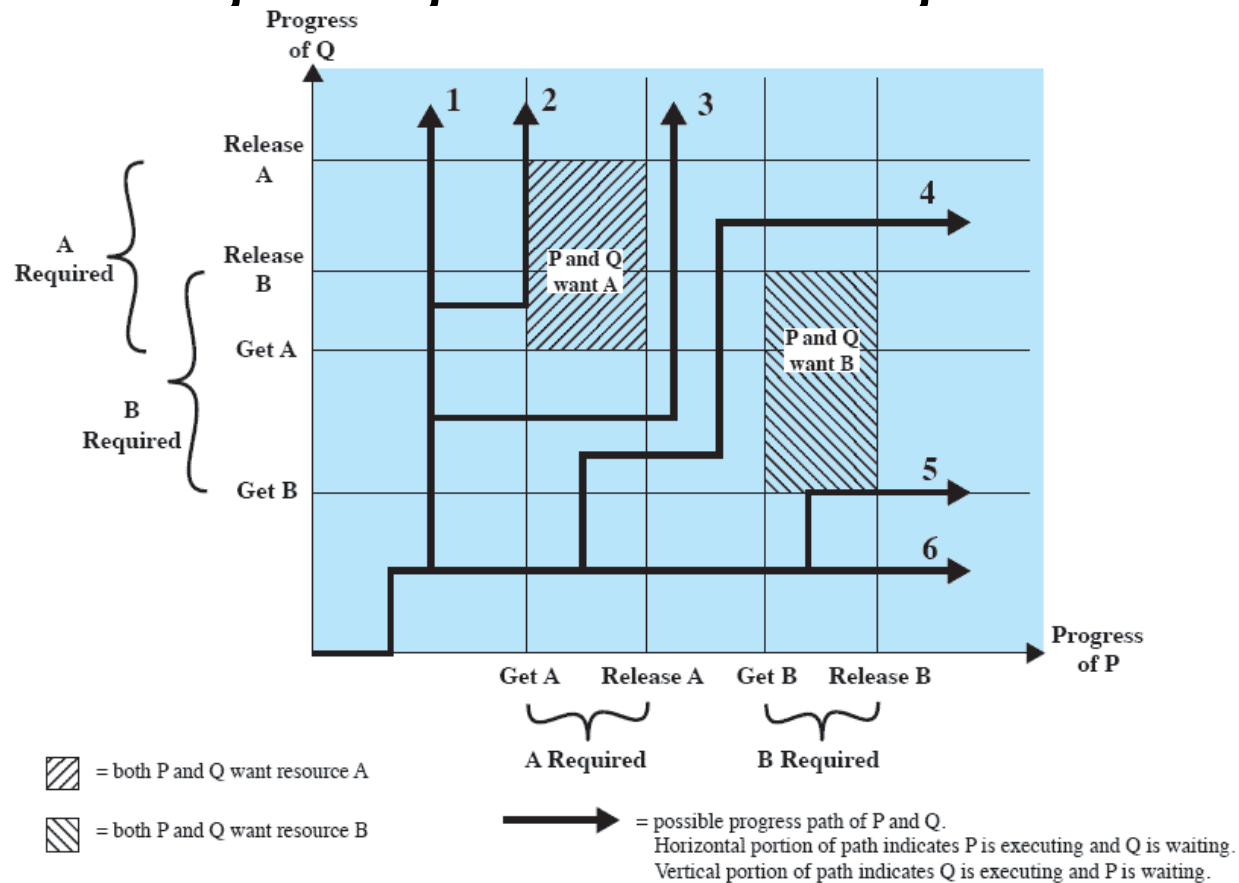 Progress
of Q
1
2
3
Release
A
4
A
Required
Release
B
P and Q
want A
Get A
P and Q
want B
B
Required
5
Get B
6
Progress
of P
Get A
Release A
Get B
Release B
A Required
B Required
= both P and Q want resource A
= both P and Q want resource B
= possible progress path of P and Q.
Horizontal portion of path indicates P is executing and Q is waiting.
Vertical portion of path indicates Q is executing and P is waiting.